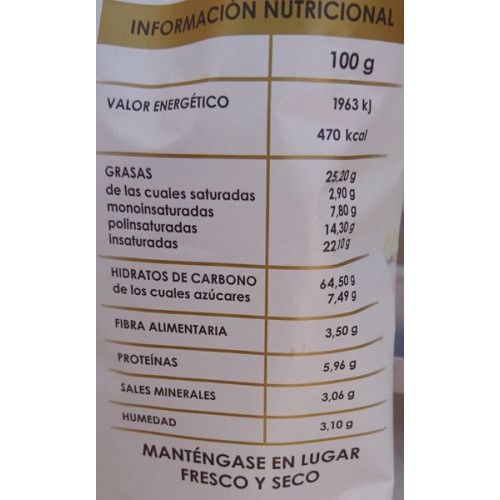 INFORMACIÓN NUTRICIONAL
100 g
VALOR ENERGÉTICO 1963 kJ
470 kcal
GRASAS 25,20 g
de las cuales saturadas 2,90 g
monoinsaturadas 7,80 g
polinsaturadas 14,30 g
insaturadas 22,10 g
HIDRATOS DE CARBONO 64,50 g
de los cuales azúcares 7,49 g
FIBRA ALIMENTARIA 3,50 g
PROTEÍNAS 5,96 g
SALES MINERALES 3,06 g
HUMEDAD 3,10 g
MANTÉNGASE EN LUGAR
FRESCO Y SECO